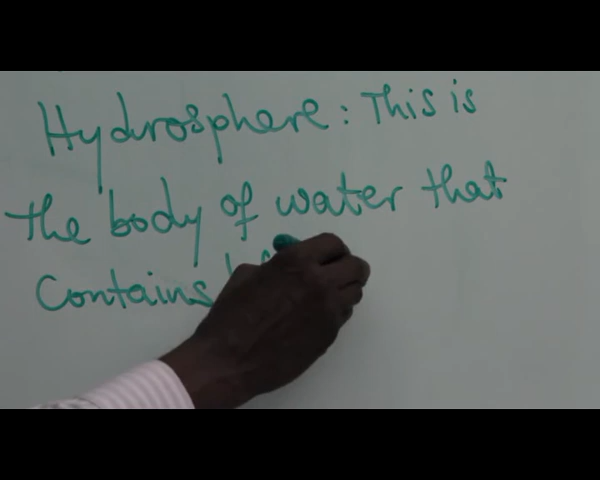 Hydrosphere: This is
the body of water that
Contains